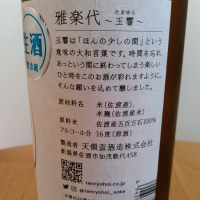 生酒
雅楽代
たまゆら
～玉響～
玉響は「ほんの少しの間」という
意味の大和言葉です。時間を忘れ、
あっという間に終わってしまう楽しい
ひと時をこのお酒が彩れますように。
そんな願いを込めて醸しました。
原材料名 / 米(佐渡産)、
米麹(佐渡産米)
原料米 / 佐渡産五百万石100%
アルコール分 16度(原酒)
製造者 天領盃酒造株式会社
新潟県佐渡市加茂歌代458
tenryohai.co.jp
tenryohai_sake